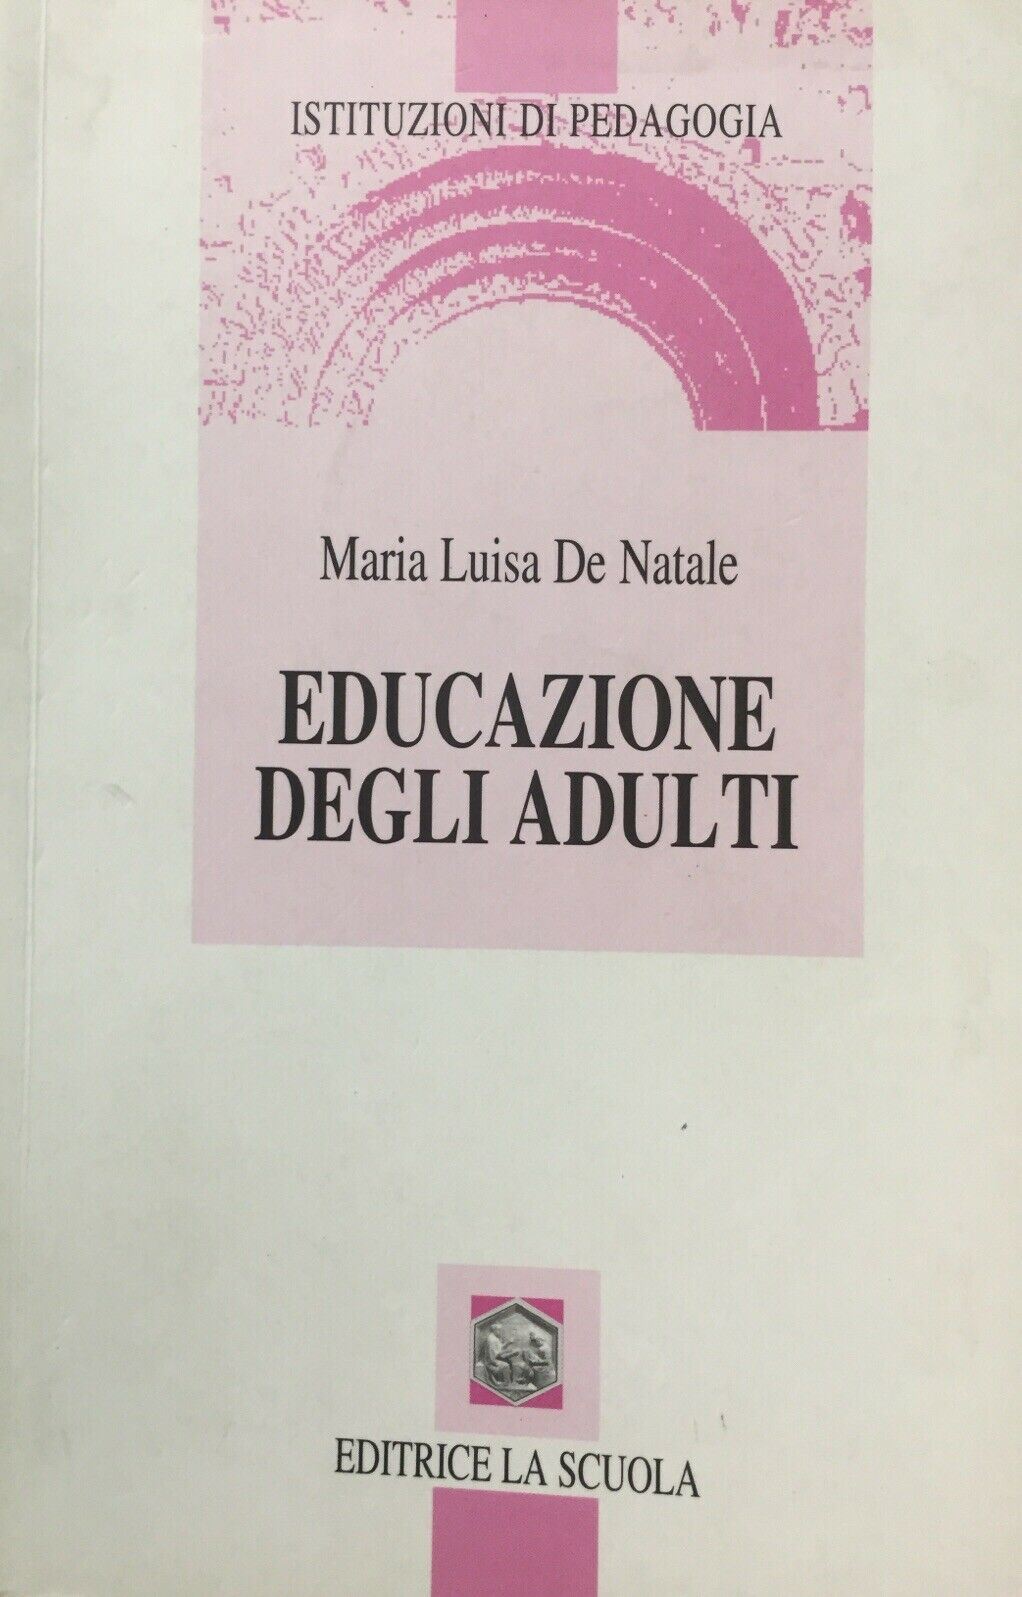 ISTITUZIONI DI PEDAGOGIA
Maria Luisa De Natale
EDUCAZIONE
DEGLI ADULTI
EDITRICE LA SCUOLA